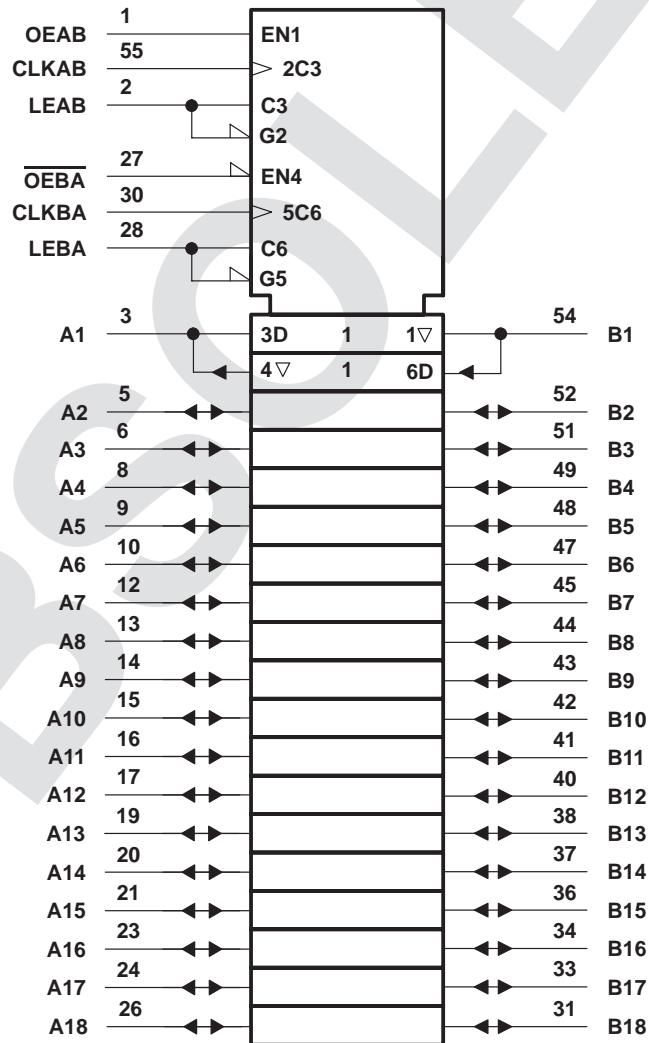 1
OEAB EN1
55
CLKAB 2C3
2
LEAB C3
G2
27
OEBA EN4
30
CLKBA 5C6
28
LEBA C6
G5
3 54
A1 3D 1 1▽ B1
4▽ 1 6D
5 52
A2 B2
6 51
A3 B3
8 49
A4 B4
9 48
A5 B5
10 47
A6 B6
12 45
A7 B7
13 44
A8 B8
14 43
A9 B9
15 42
A10 B10
16 41
A11 B11
17 40
A12 B12
19 38
A13 B13
20 37
A14 B14
21 36
A15 B15
23 34
A16 B16
24 33
A17 B17
26 31
A18 B18